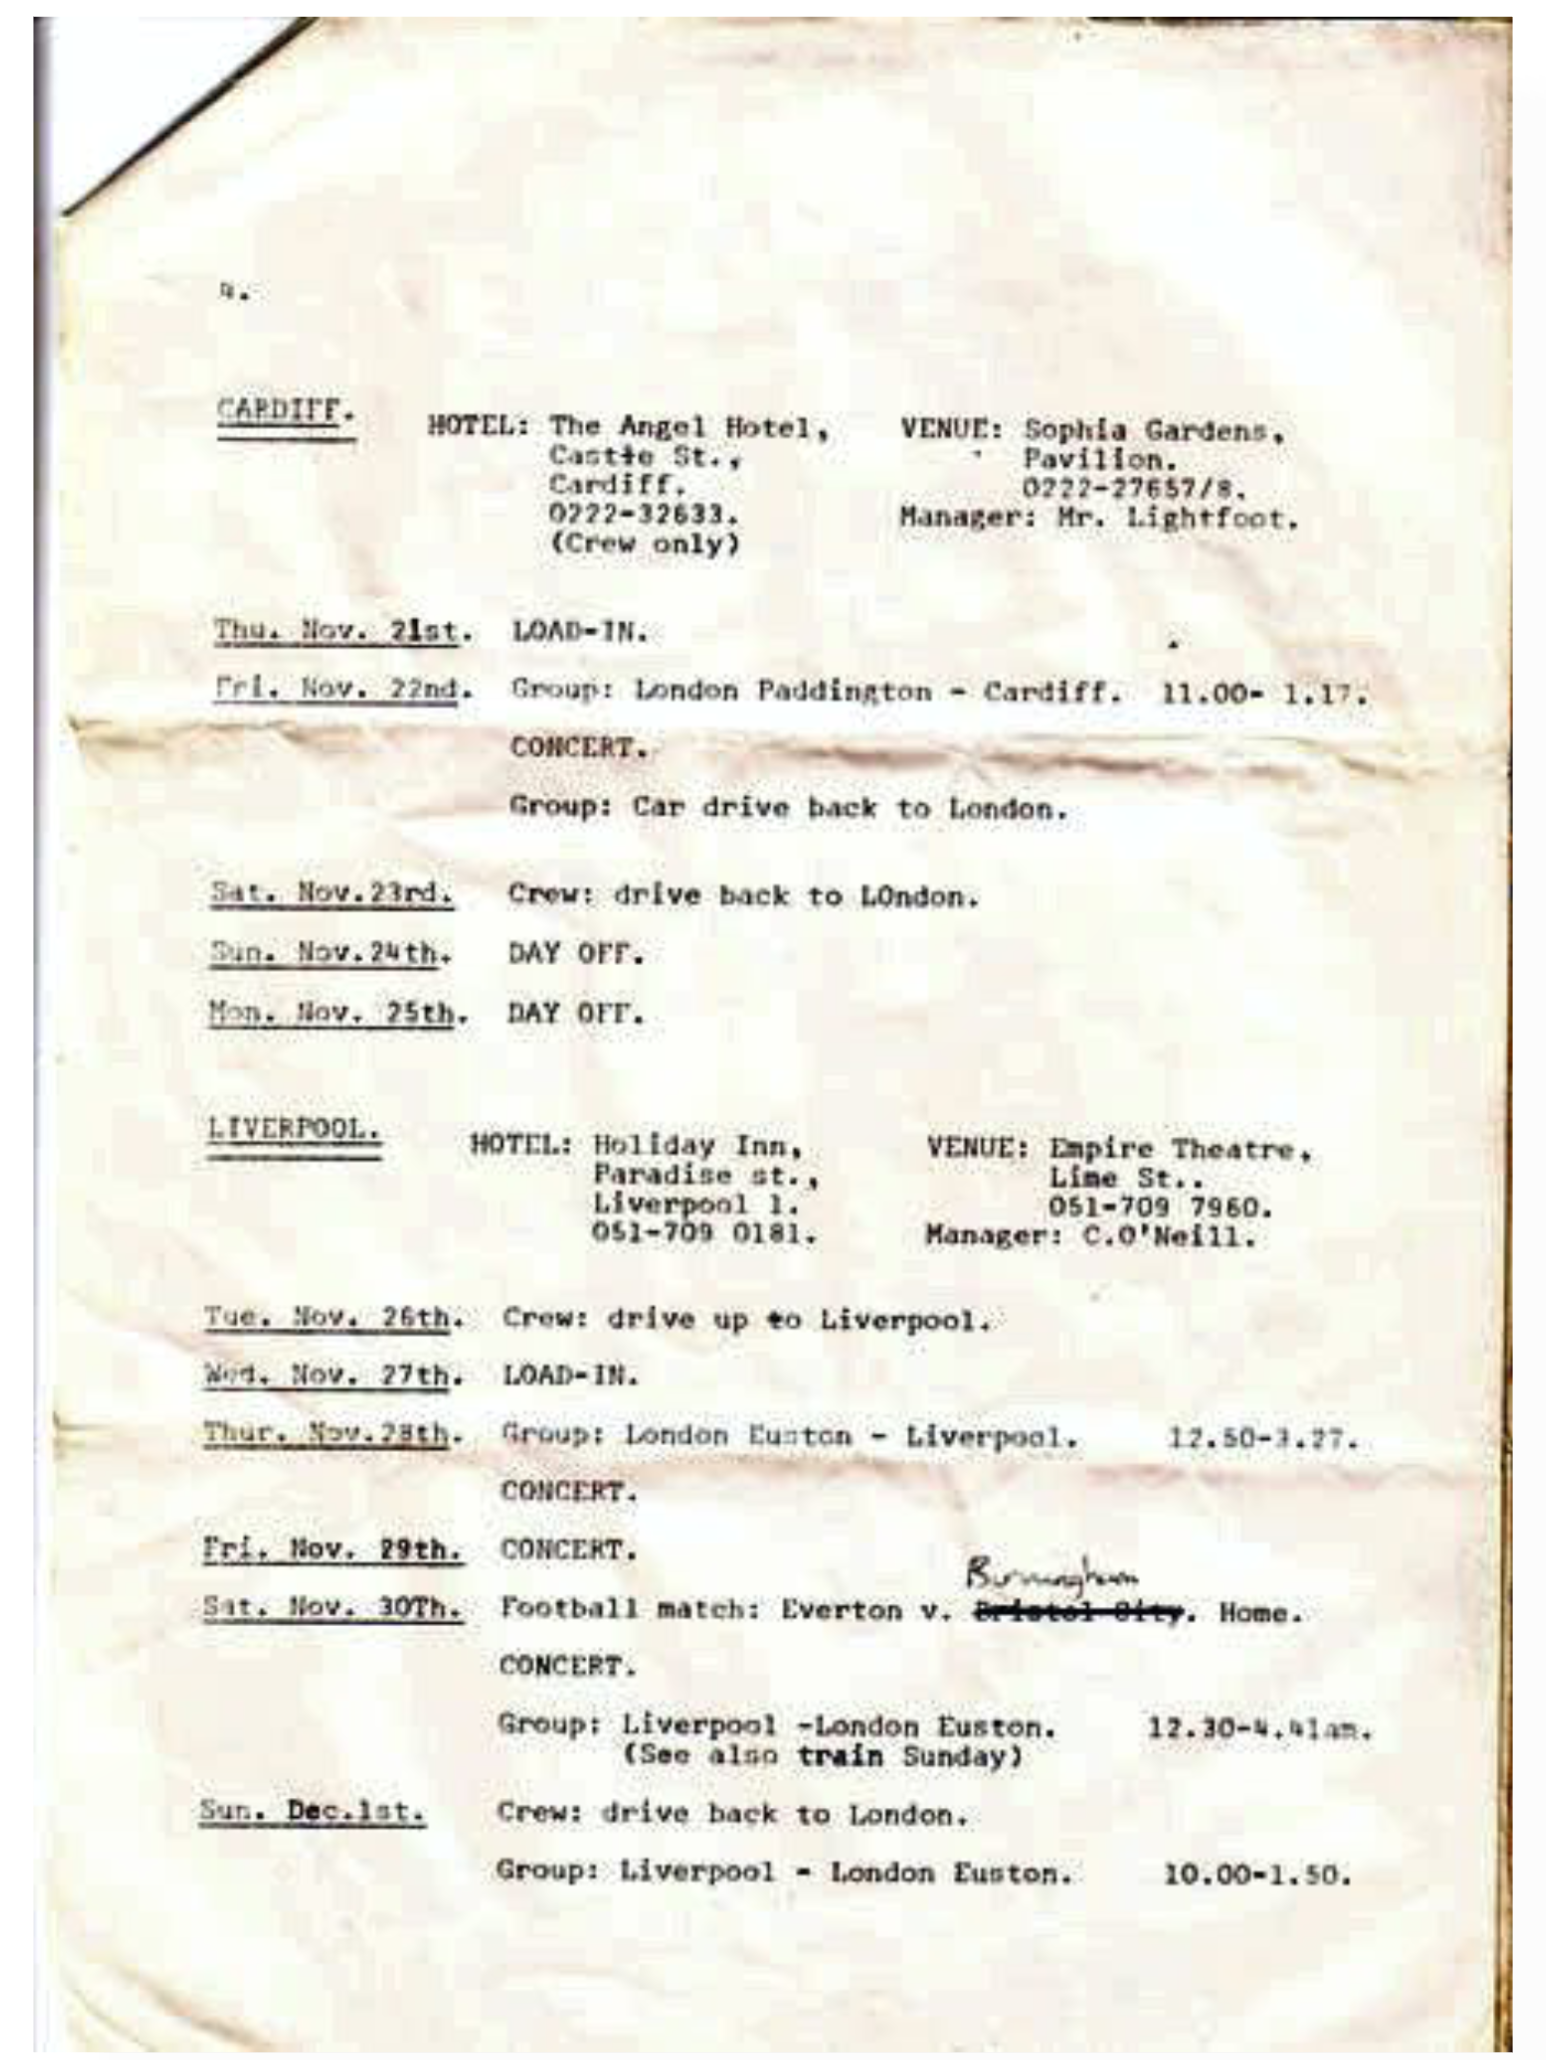 4.
CARDIFF.
HOTEL: The Angel Hotel,
Castle St.,
Cardiff.
0222-32633.
(Crew only)
VENUE: Sophia Gardens,
Pavilion.
0222-27657/8.
Manager: Mr. Lightfoot.
Thu. Nov. 21st. LOAD-IN.
Fri. Nov. 22nd. Group: London Paddington - Cardiff. 11.00- 1.17.
CONCERT.
Group: Car drive back to London.
Sat. Nov.23rd. Crew: drive back to LOndon.
Sun. Nov.24th. DAY OFF.
Mon. Nov. 25th. DAY OFF.
LIVERPOOL.
HOTEL: Holiday Inn,
Paradise st.,
Liverpool 1.
051-709 0181.
VENUE: Empire Theatre,
Lime St..
051-709 7960.
Manager: C.O'Neill.
Tue. Nov. 26th. Crew: drive up to Liverpool.
Wed. Nov. 27th. LOAD-IN.
Thur. Nov.28th. Group: London Euston - Liverpool. 12.50-3.27.
CONCERT.
Fri. Nov. 29th. CONCERT.
Birmingham
Sat. Nov. 30Th. Football match: Everton v. Bristol City. Home.
CONCERT.
Group: Liverpool -London Euston. 12.30-4.41am.
(See also train Sunday)
Sun. Dec.1st. Crew: drive back to London.
Group: Liverpool - London Euston. 10.00-1.50.